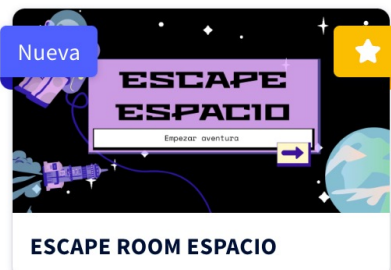 Nueva
ESCAPE
ESPACIO
Empezar aventura
ESCAPE ROOM ESPACIO